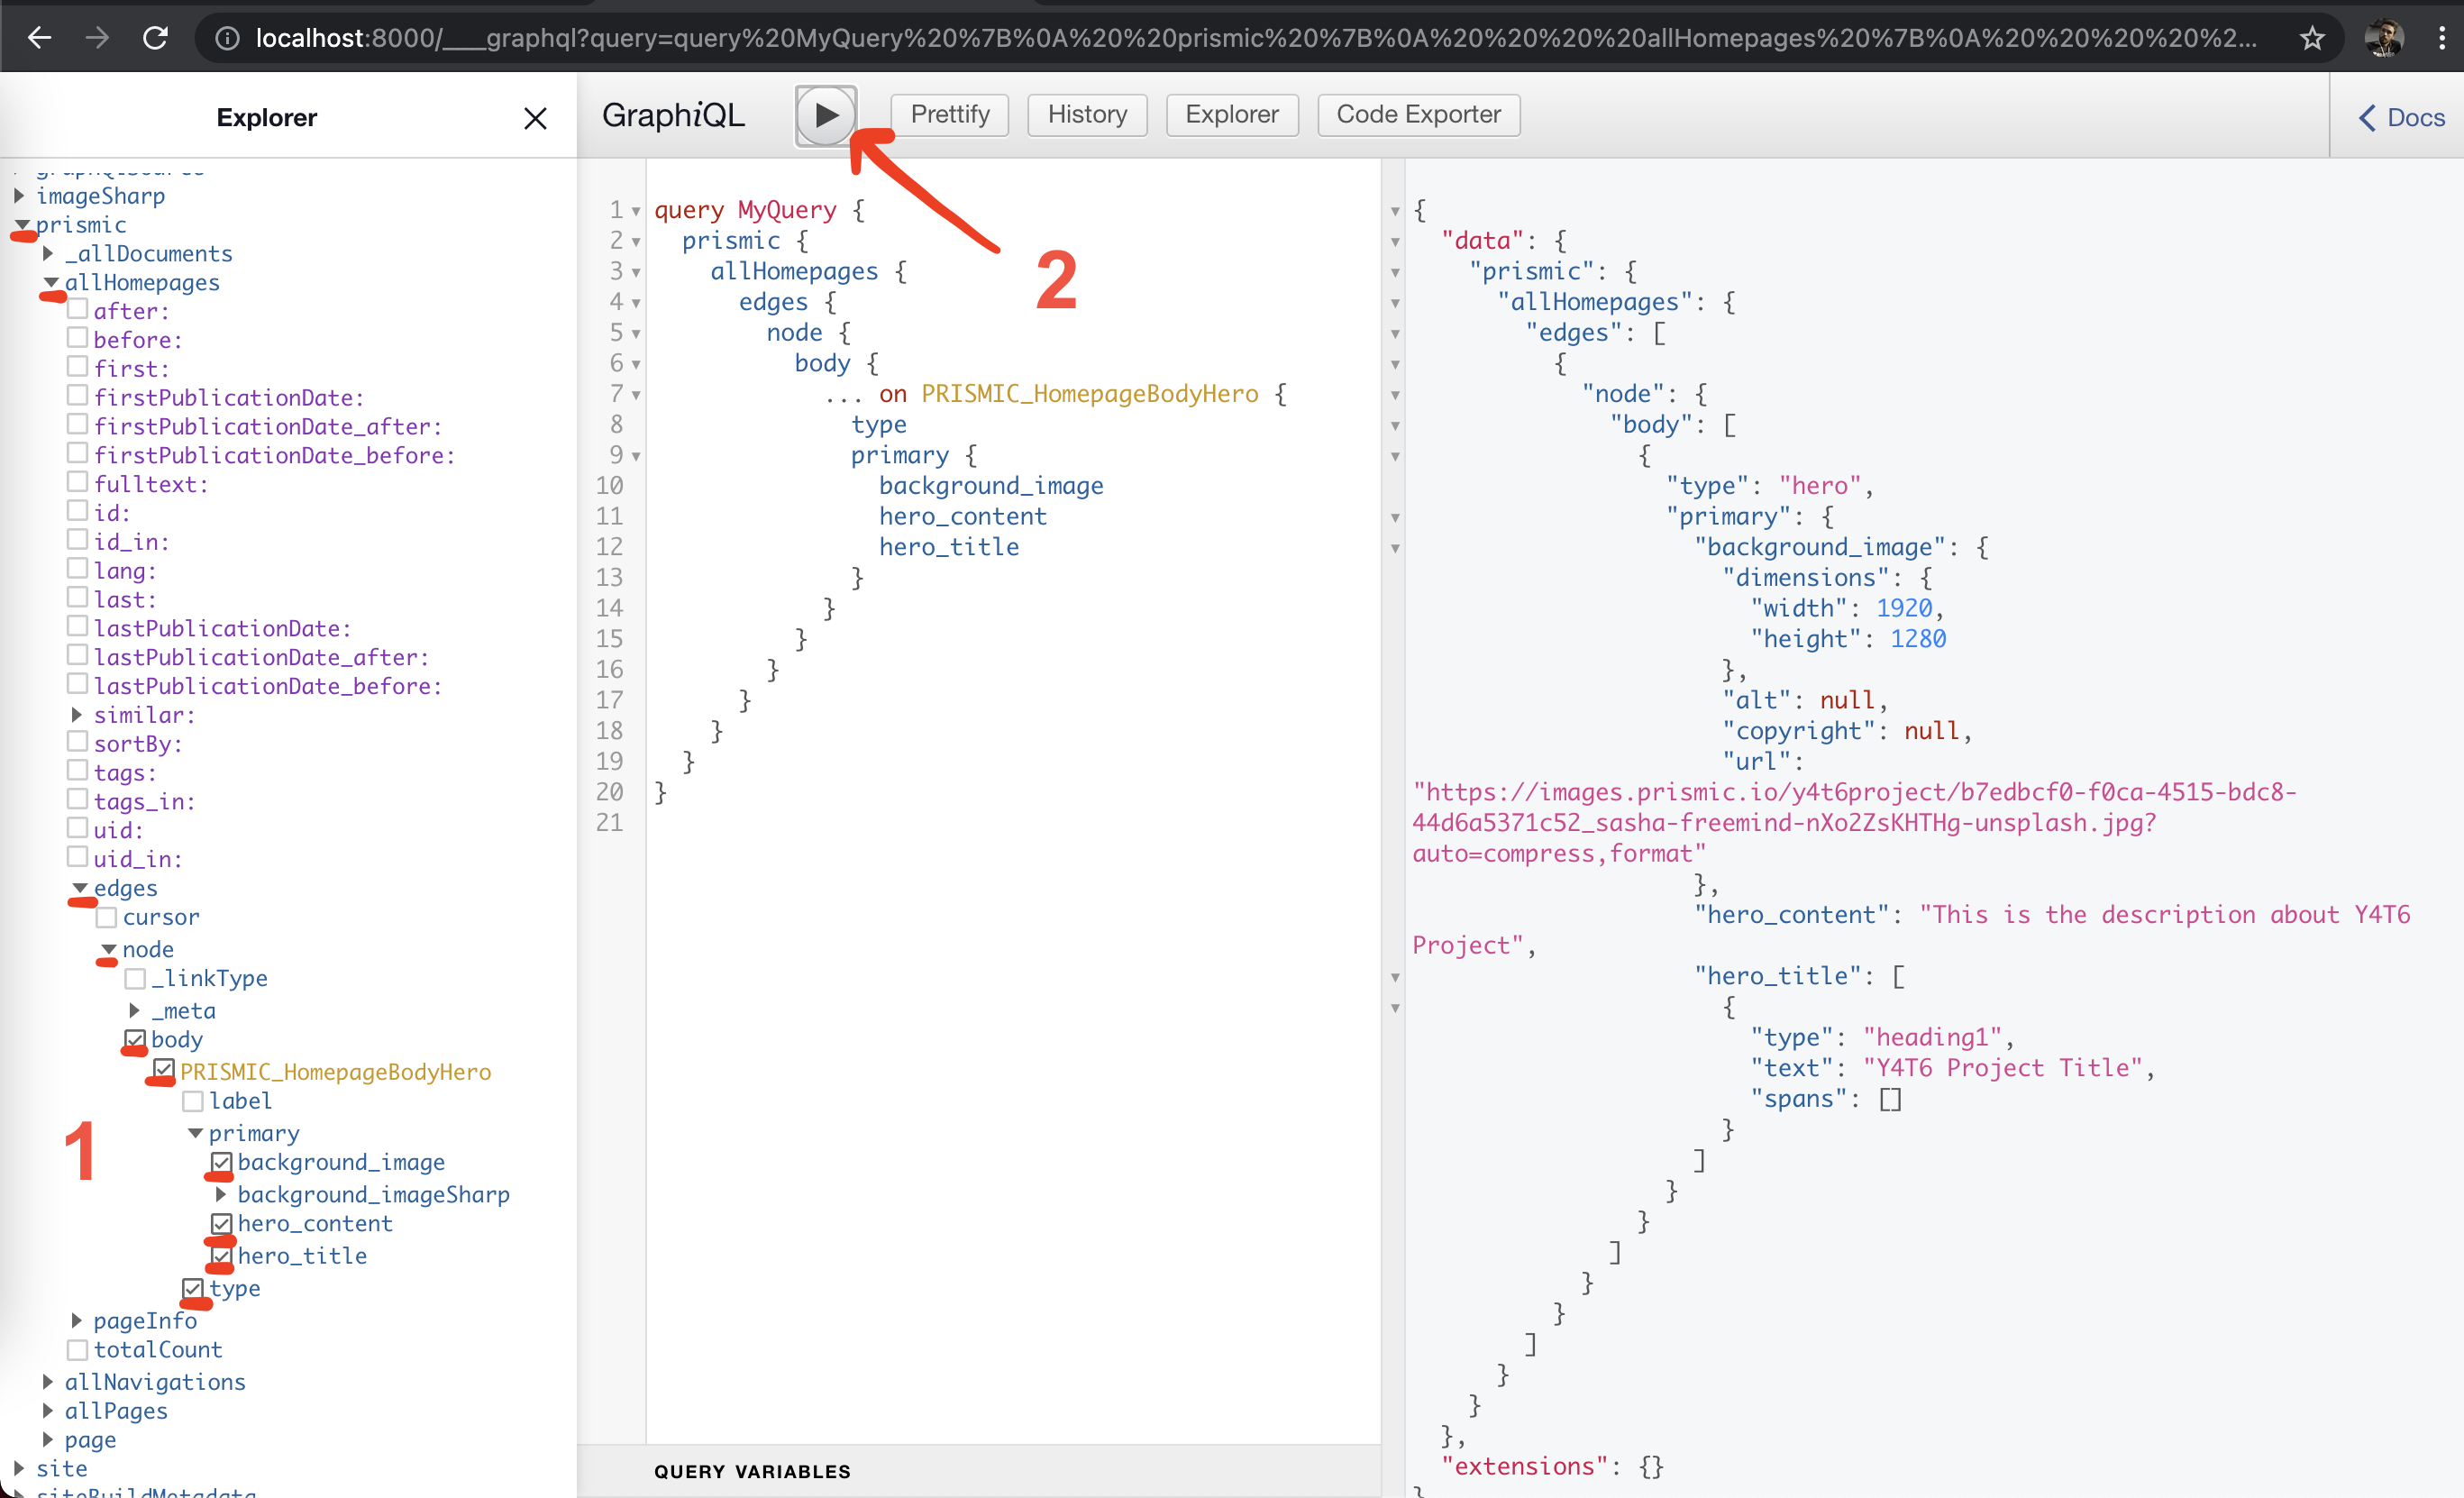 localhost:8000/___graphql?query=query%20MyQuery%20%7B%0A%20%20prismic%20%7B%0A%20%20%20%20allHomepages%20%7B%0A%20%20%20%20%20%2...
Explorer
GraphiQL
Prettify
History
Explorer
Code Exporter
Docs
imageSharp
prismic
_allDocuments
allHomepages
after:
before:
first:
firstPublicationDate:
firstPublicationDate_after:
firstPublicationDate_before:
fulltext:
id:
id_in:
lang:
last:
lastPublicationDate:
lastPublicationDate_after:
lastPublicationDate_before:
similar:
sortBy:
tags:
tags_in:
uid:
uid_in:
edges
cursor
node
_linkType
_meta
body
PRISMIC_HomepageBodyHero
label
1
primary
background_image
background_imageSharp
hero_content
hero_title
type
pageInfo
totalCount
allNavigations
allPages
page
site
siteBuildMetadata
2
1 query MyQuery {
2 prismic {
3 allHomepages {
4 edges {
5 node {
6 body {
7 ... on PRISMIC_HomepageBodyHero {
8 type
9 primary {
10 background_image
11 hero_content
12 hero_title
13 }
14 }
15 }
16 }
17 }
18 }
19 }
20 }
21
QUERY VARIABLES
{
"data": {
"prismic": {
"allHomepages": {
"edges": [
{
"node": {
"body": [
{
"type": "hero",
"primary": {
"background_image": {
"dimensions": {
"width": 1920,
"height": 1280
},
"alt": null,
"copyright": null,
"url":
"https://images.prismic.io/y4t6project/b7edbcf0-f0ca-4515-bdc8-
44d6a5371c52_sasha-freemind-nXo2ZsKHTHg-unsplash.jpg?
auto=compress,format"
},
"hero_content": "This is the description about Y4T6
Project",
"hero_title": [
{
"type": "heading1",
"text": "Y4T6 Project Title",
"spans": []
}
]
}
}
]
}
}
]
}
}
},
"extensions": {}
}